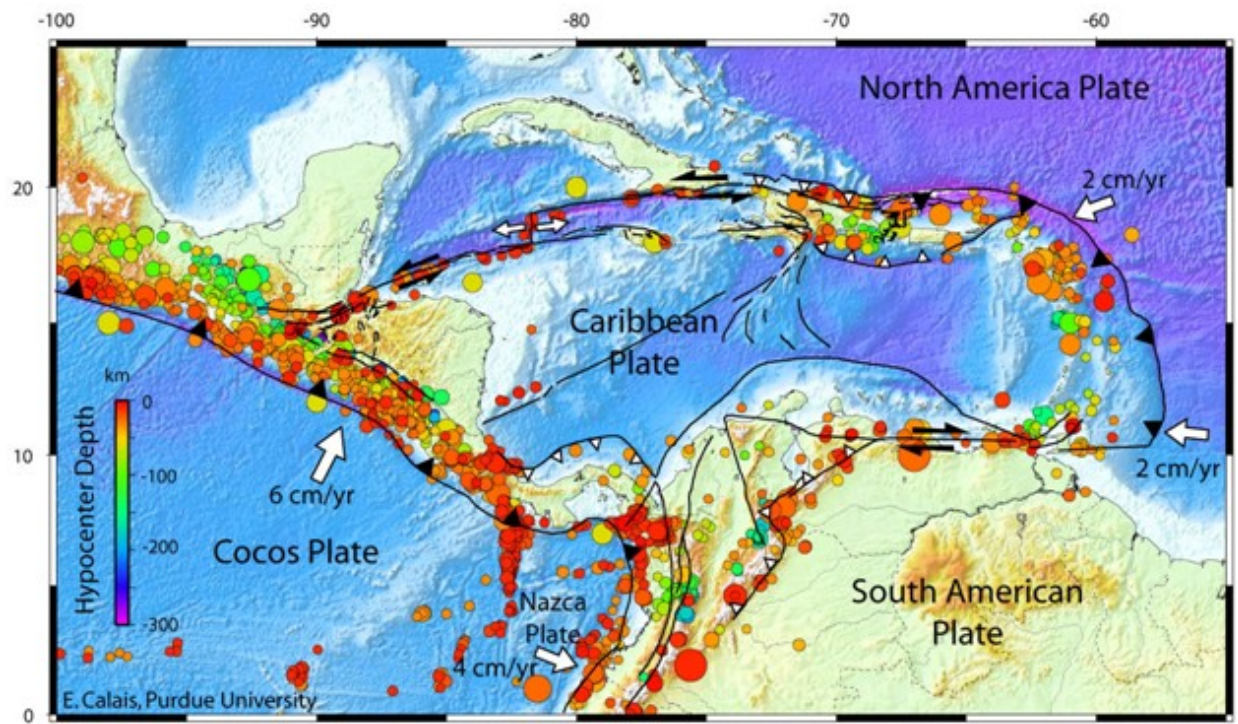 -100 -90 -80 -70 -60
North America Plate
20
2 cm/yr
Caribbean
Plate
km
0
-100
-200
-300
Hypocenter Depth
10
6 cm/yr
2 cm/yr
Cocos Plate
Nazca
Plate
South American
Plate
4 cm/yr
E. Calais, Purdue University
0